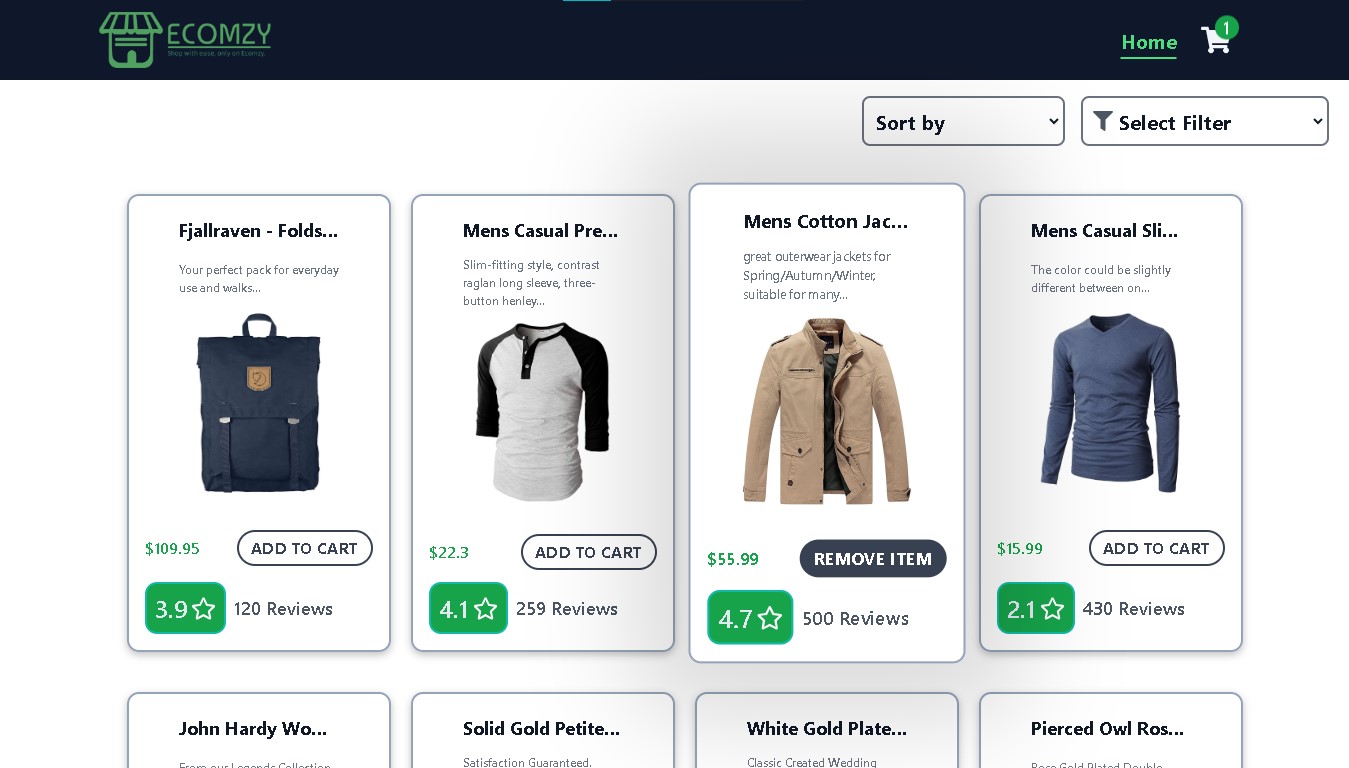 ECOMZY
Shop with ease, only on Ecomzy.
Home
1
Sort by
Select Filter
Fjallraven - Folds...
Your perfect pack for everyday
use and walks...
$109.95
ADD TO CART
3.9
120 Reviews
Mens Casual Pre...
Slim-fitting style, contrast
raglan long sleeve, three-
button henley...
$22.3
ADD TO CART
4.1
259 Reviews
Mens Cotton Jac...
great outerwear jackets for
Spring/Autumn/Winter,
suitable for many...
$55.99
REMOVE ITEM
4.7
500 Reviews
Mens Casual Sli...
The color could be slightly
different between on...
$15.99
ADD TO CART
2.1
430 Reviews
John Hardy Wo...
From our Legends Collection,
Solid Gold Petite...
Satisfaction Guaranteed.
White Gold Plate...
Classic Created Wedding
Pierced Owl Ros...
Rose Gold Plated Double